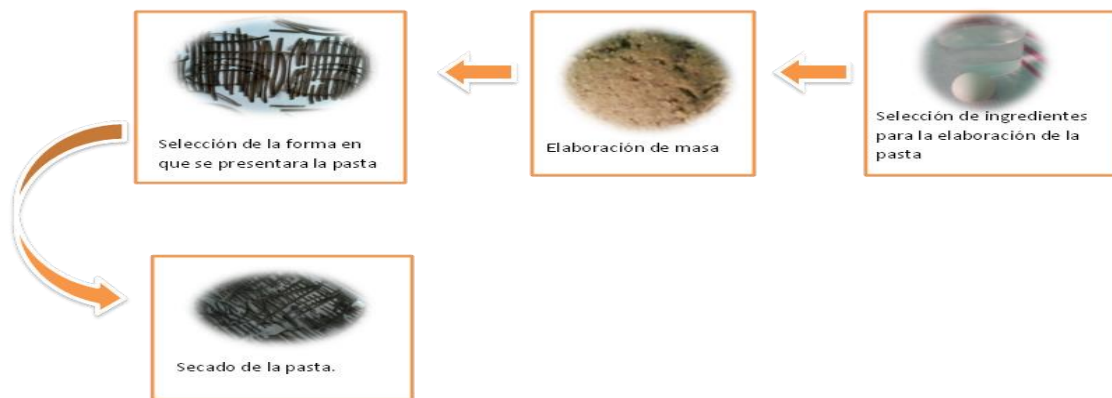 Selección de la forma en
que se presentara la pasta
Elaboración de masa
Selección de ingredientes
para la elaboración de la
pasta
Secado de la pasta.